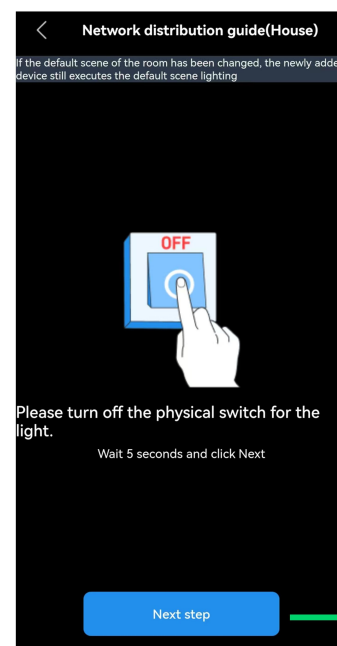 Network distribution guide(House)
If the default scene of the room has been changed, the newly adde
device still executes the default scene lighting
OFF
Please turn off the physical switch for the
light.
Wait 5 seconds and click Next
Next step